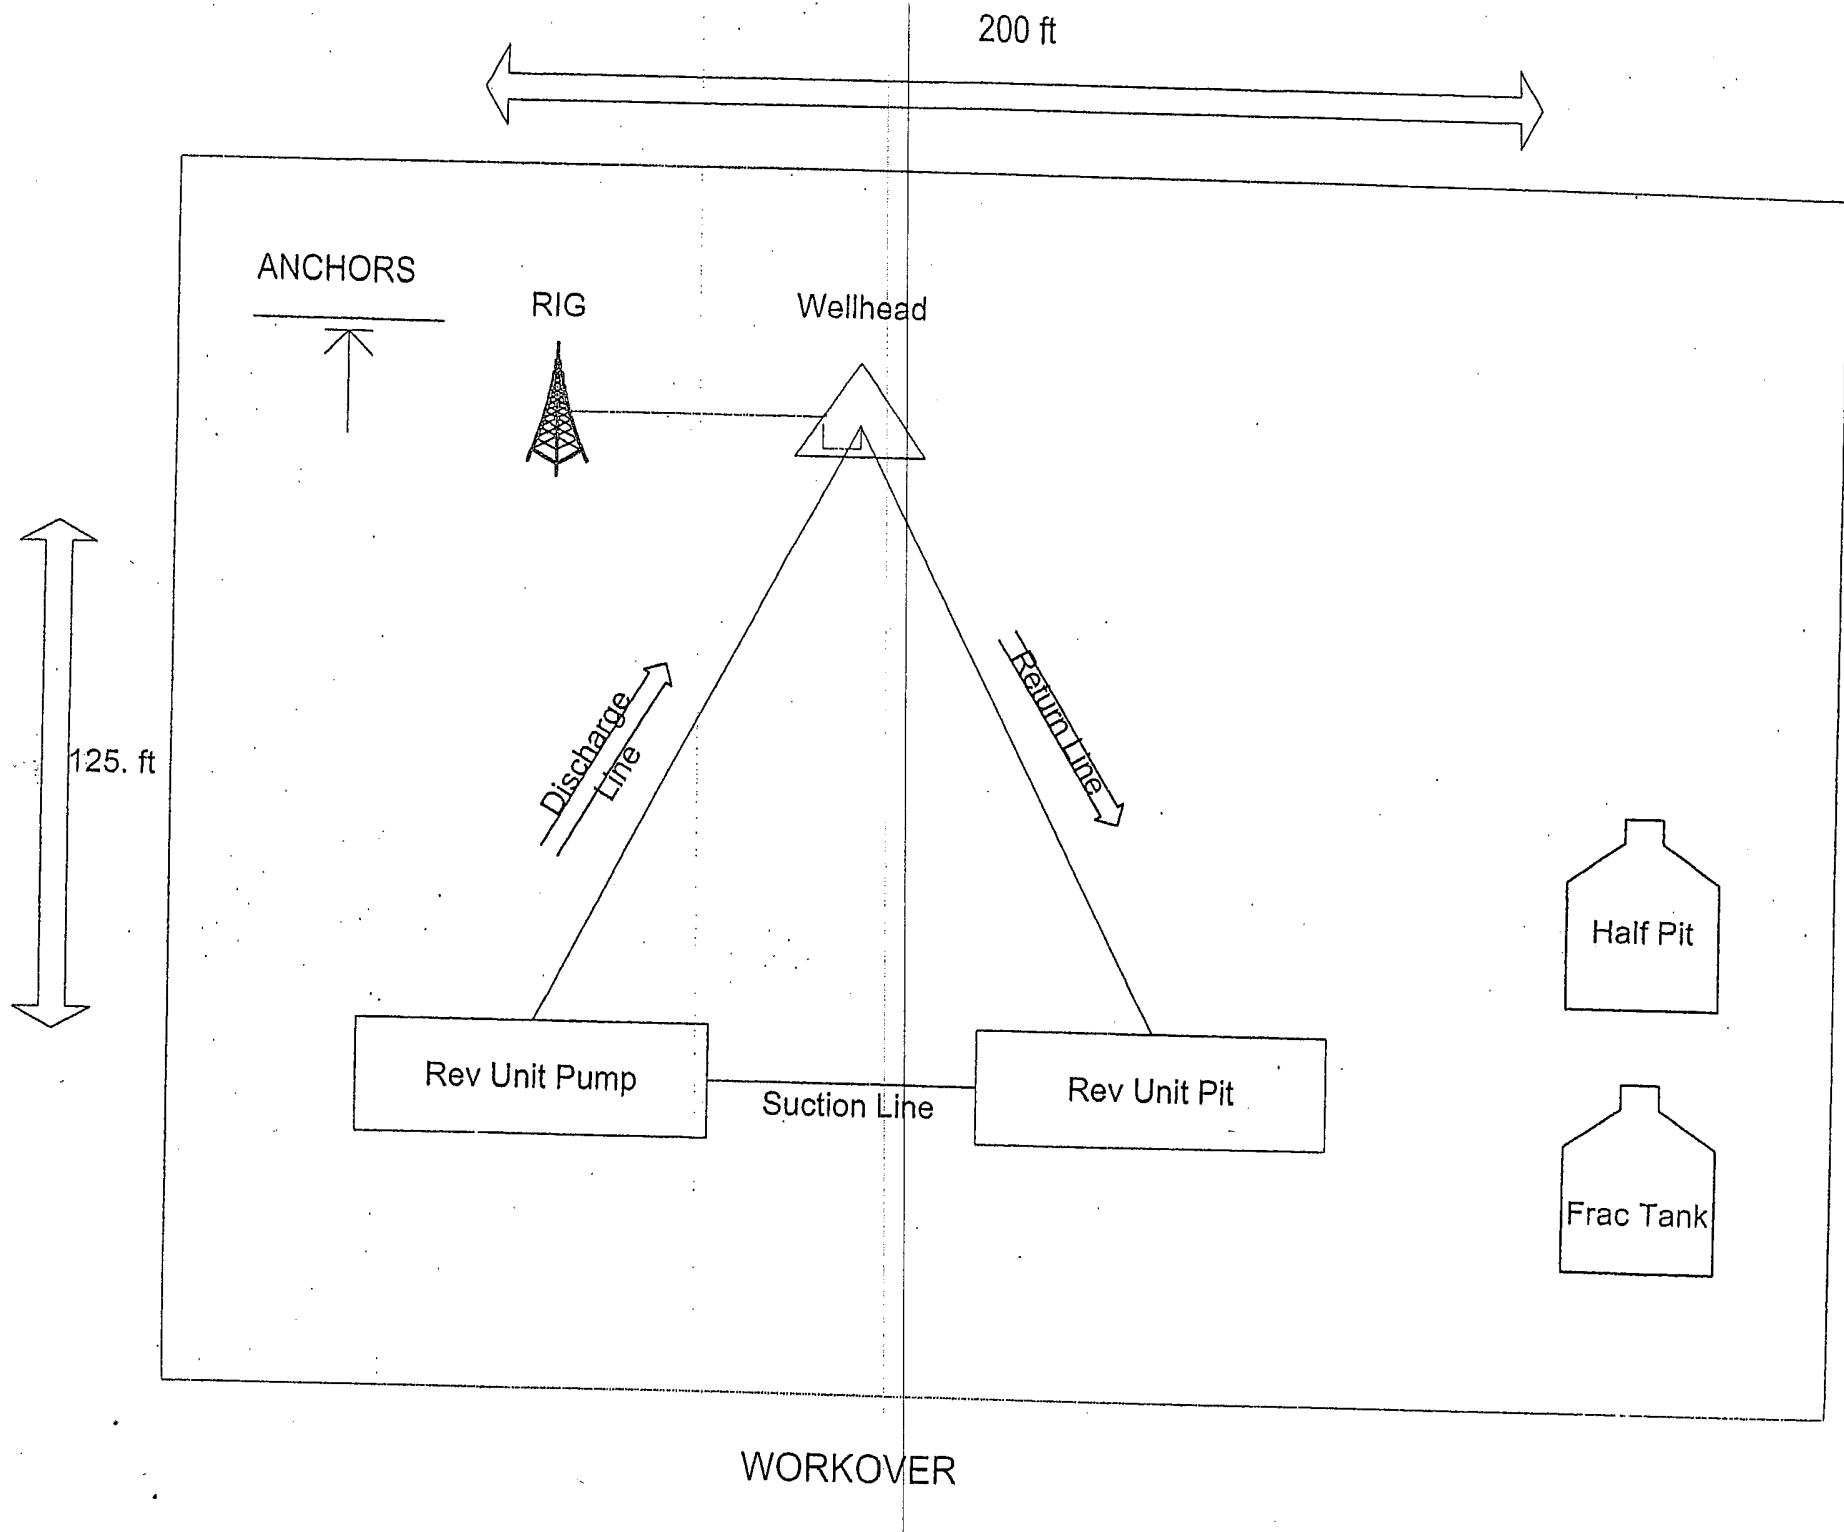 200 ft
ANCHORS
RIG
Wellhead
125. ft
Discharge
Line
Return Line
Half Pit
Rev Unit Pump
Suction Line
Rev Unit Pit
Frac Tank
WORKOVER